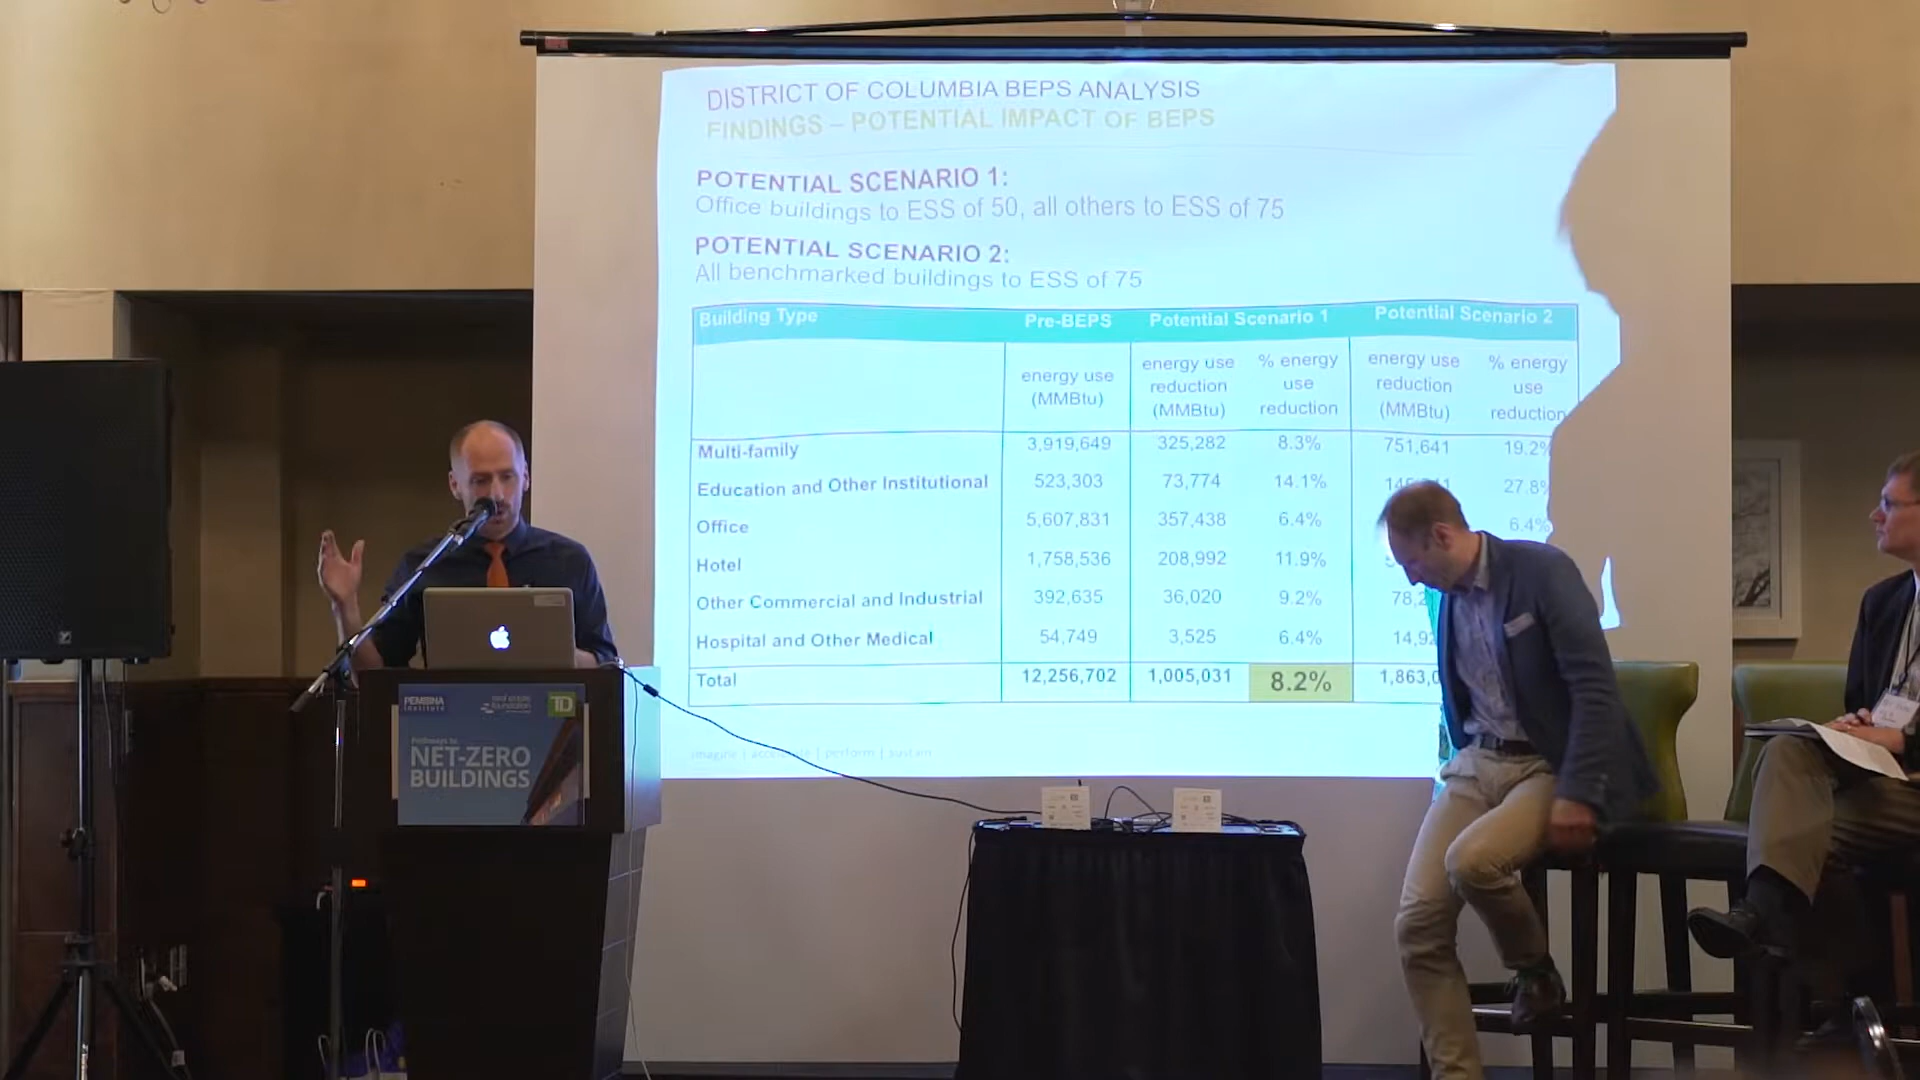 DISTRICT OF COLUMBIA BEPS ANALYSIS
FINDINGS – POTENTIAL IMPACT OF BEPS
POTENTIAL SCENARIO 1:
Office buildings to ESS of 50, all others to ESS of 75
POTENTIAL SCENARIO 2:
All benchmarked buildings to ESS of 75
Building Type Pre-BEPS Potential Scenario 1 Potential Scenario 2
energy use (MMBtu) energy use reduction (MMBtu) % energy use reduction energy use reduction (MMBtu) % energy use reduction
Multi-family 3,919,649 325,282 8.3% 751,641 19.2%
Education and Other Institutional 523,303 73,774 14.1% 27.8%
Office 5,607,831 357,438 6.4% 6.4%
Hotel 1,758,536 208,992 11.9%
Other Commercial and Industrial 392,635 36,020 9.2% 78,2
Hospital and Other Medical 54,749 3,525 6.4% 14,92
Total 12,256,702 1,005,031 8.2% 1,863,0
imagine | accelerate | perform | sustain
PEMBINA
institute
real estate
foundation
TD
Pathways to
NET-ZERO
BUILDINGS